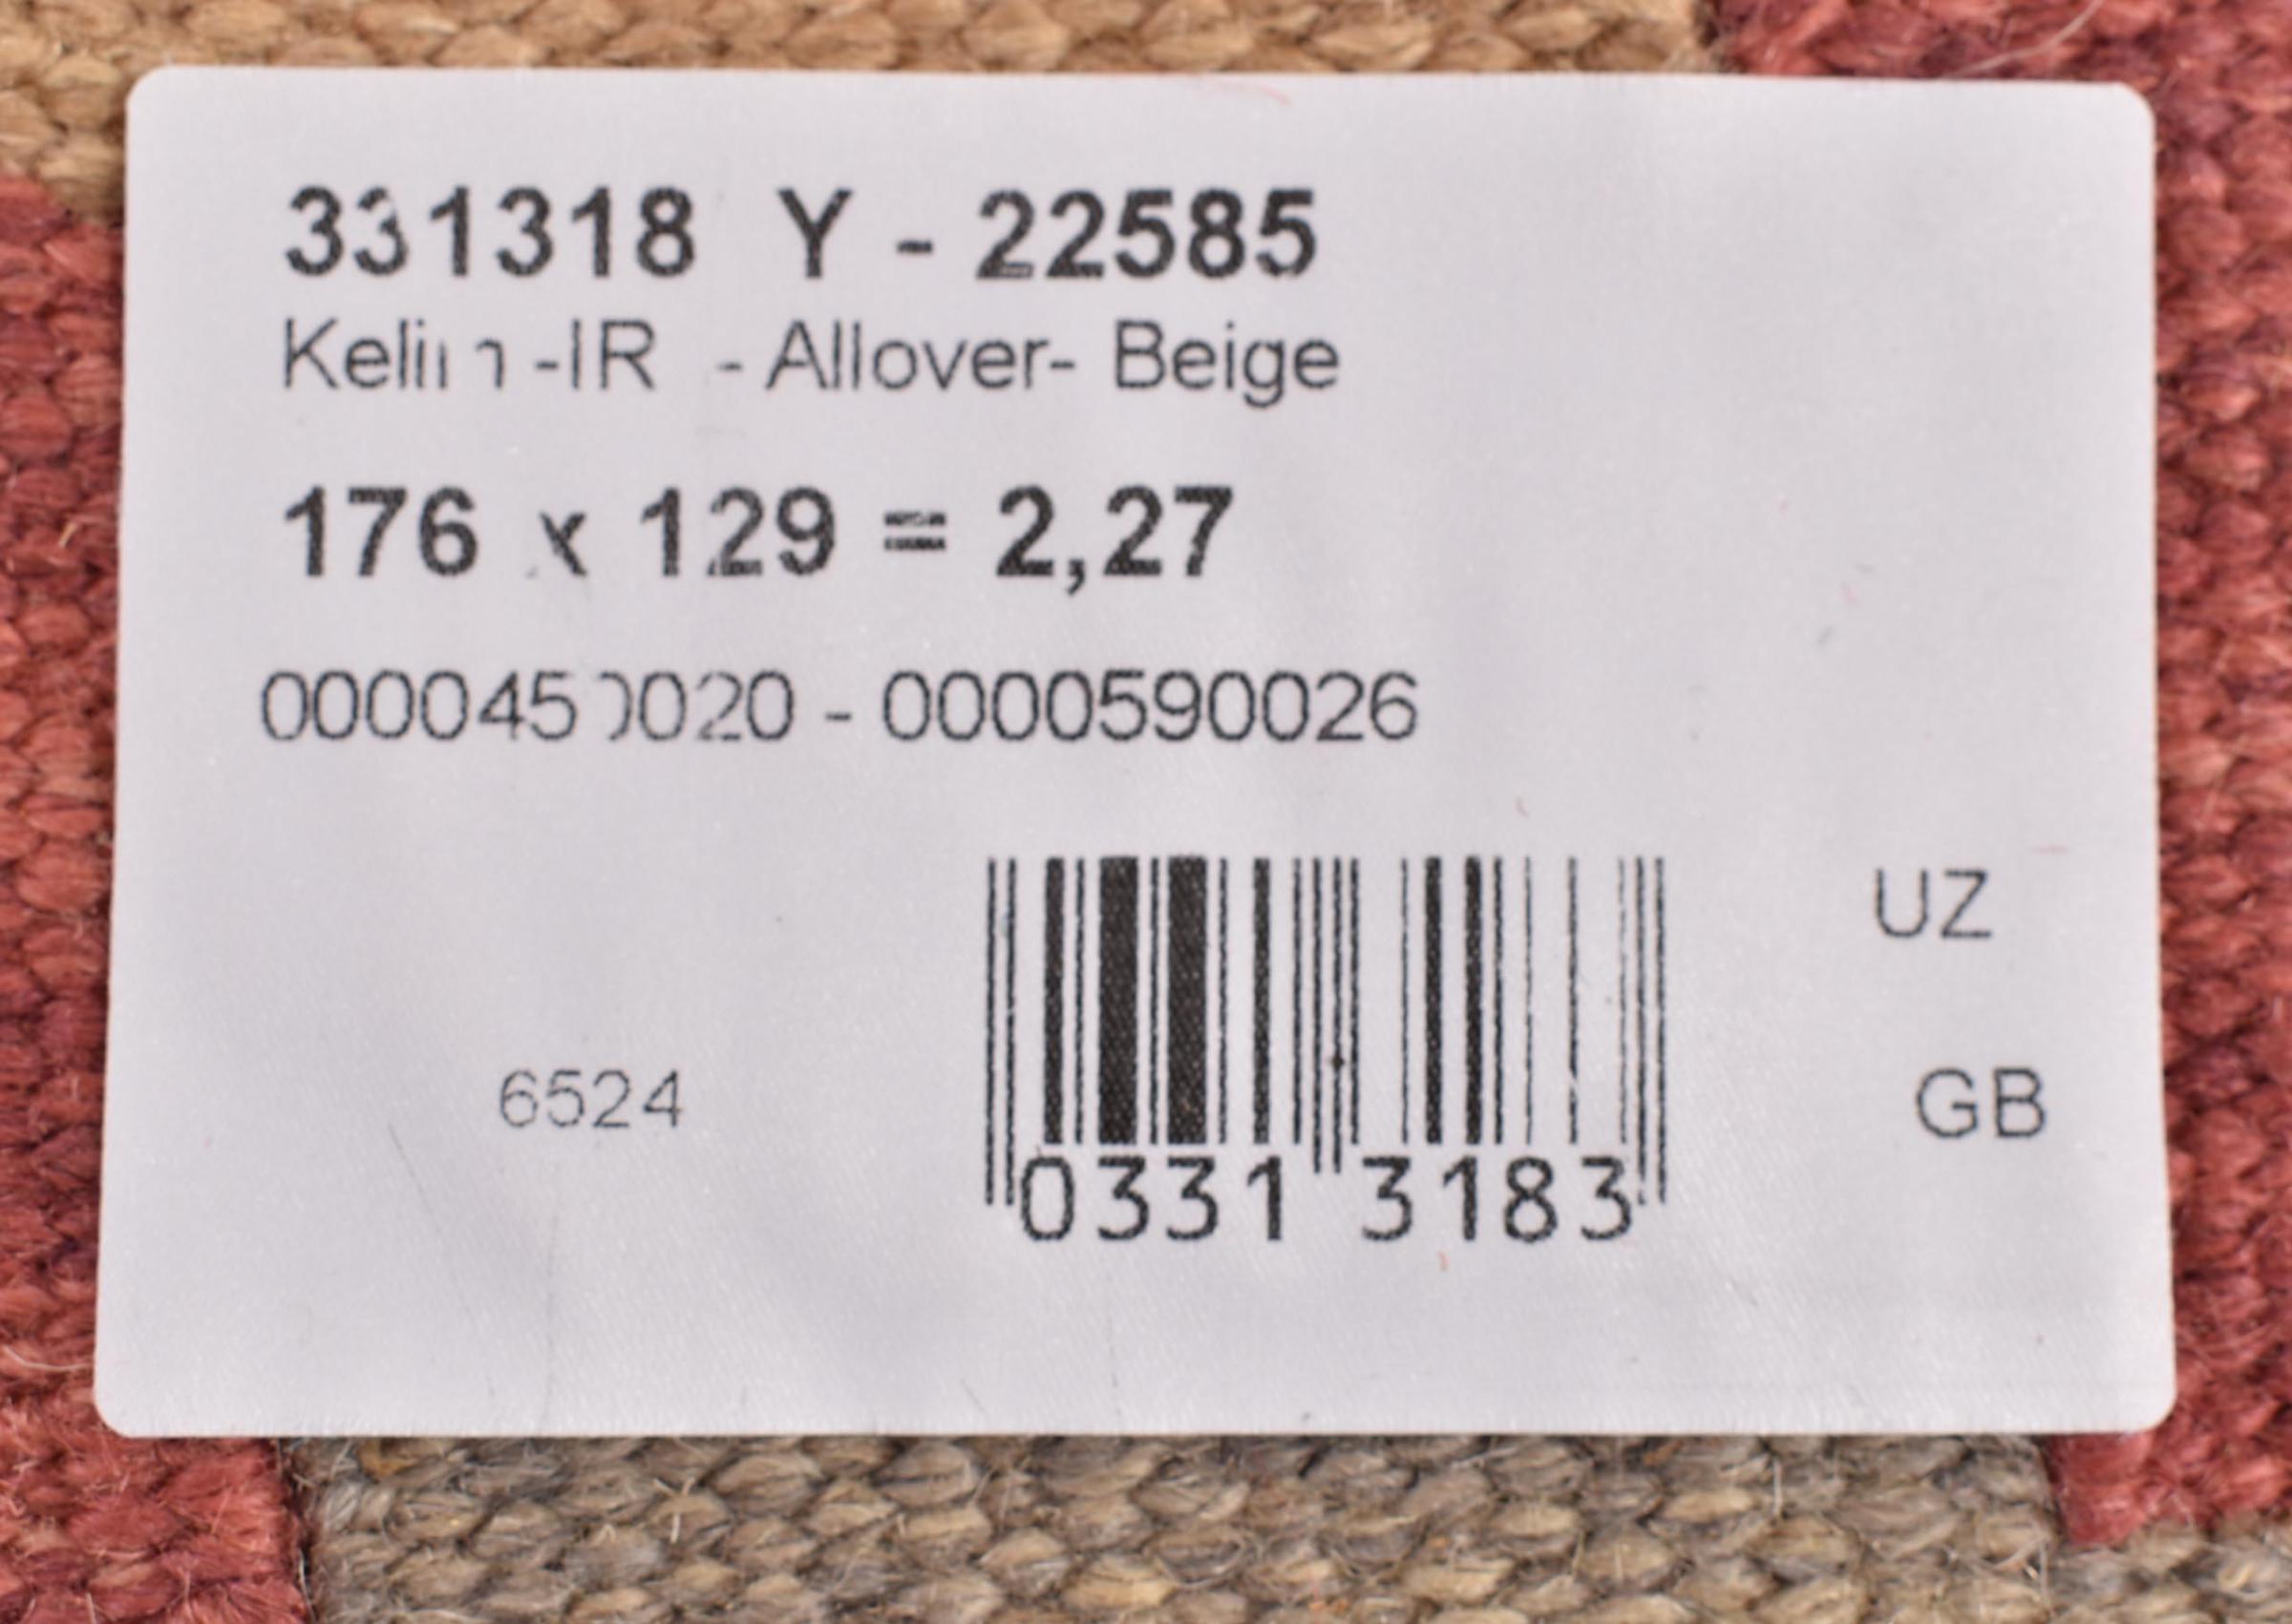 331318 Y - 22585
Kelim -IR - Allover- Beige
176 x 129 = 2,27
0000450020 - 0000590026
UZ
6524
GB
0331 3183